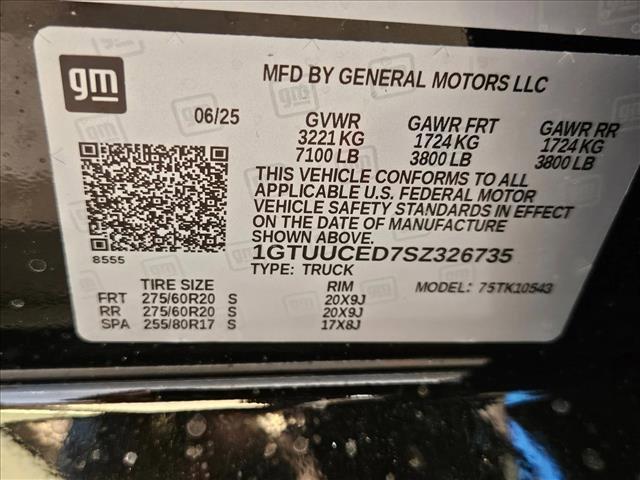 gm
MFD BY GENERAL MOTORS LLC
06/25 GVWR GAWR FRT GAWR RR
3221 KG 1724 KG 1724 KG
7100 LB 3800 LB 3800 LB
THIS VEHICLE CONFORMS TO ALL
APPLICABLE U.S. FEDERAL MOTOR
VEHICLE SAFETY STANDARDS IN EFFECT
ON THE DATE OF MANUFACTURE
SHOWN ABOVE.
8555
1GTUUCED7SZ326735
TYPE: TRUCK
TIRE SIZE RIM MODEL: 75TK10543
FRT 275/60R20 S 20X9J
RR 275/60R20 S 20X9J
SPA 255/80R17 S 17X8J